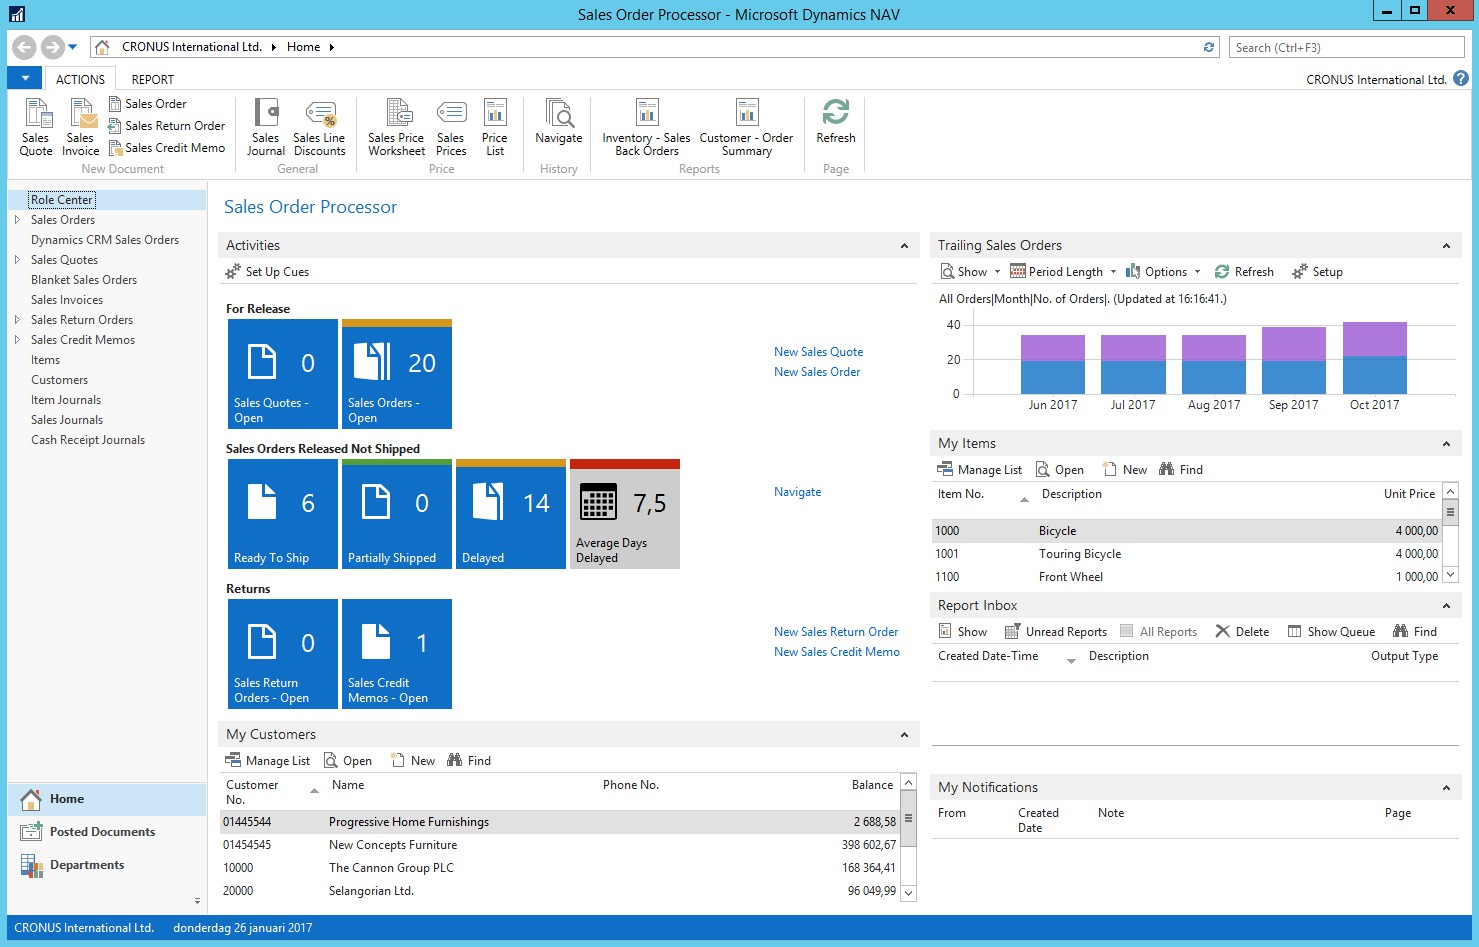 Sales Order Processor - Microsoft Dynamics NAV
CRONUS International Ltd. Home
Search (Ctrl+F3)
ACTIONS REPORT
CRONUS International Ltd.
Sales Quote
Sales Invoice
Sales Order
Sales Return Order
Sales Credit Memo
New Document
Sales Journal
Sales Line Discounts
General
Sales Price Worksheet
Sales Prices
Price List
Price
Navigate
History
Inventory - Sales Back Orders
Customer - Order Summary
Reports
Refresh
Page
Role Center
Sales Orders
Dynamics CRM Sales Orders
Sales Quotes
Blanket Sales Orders
Sales Invoices
Sales Return Orders
Sales Credit Memos
Items
Customers
Item Journals
Sales Journals
Cash Receipt Journals
Home
Posted Documents
Departments
Sales Order Processor
Activities
Set Up Cues
For Release
0
Sales Quotes -
Open
20
Sales Orders -
Open
New Sales Quote
New Sales Order
Sales Orders Released Not Shipped
6
Ready To Ship
0
Partially Shipped
14
Delayed
7,5
Average Days
Delayed
Navigate
Returns
0
Sales Return
Orders - Open
1
Sales Credit
Memos - Open
New Sales Return Order
New Sales Credit Memo
My Customers
Manage List Open New Find
Customer No. Name Phone No. Balance
01445544 Progressive Home Furnishings 2 688,58
01454545 New Concepts Furniture 398 602,67
10000 The Cannon Group PLC 168 364,41
20000 Selangorian Ltd. 96 049,99
Trailing Sales Orders
Show Period Length Options Refresh Setup
All Orders|Month|No. of Orders|. (Updated at 16:16:41.)
40
20
0
Jun 2017 Jul 2017 Aug 2017 Sep 2017 Oct 2017
My Items
Manage List Open New Find
Item No. Description Unit Price
1000 Bicycle 4 000,00
1001 Touring Bicycle 4 000,00
1100 Front Wheel 1 000,00
Report Inbox
Show Unread Reports All Reports Delete Show Queue Find
Created Date-Time Description Output Type
My Notifications
From Created Date Note Page
CRONUS International Ltd. donderdag 26 januari 2017